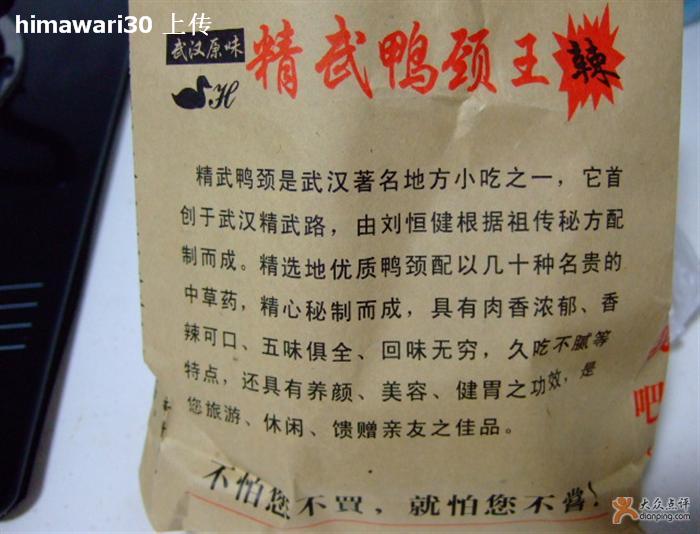 himawari30 上传
武汉原味
精武鸭颈王
辣
H
精武鸭颈是武汉著名地方小吃之一，它首
创于武汉精武路，由刘恒健根据祖传秘方配
制而成。精选地优质鸭颈配以几十种名贵的
中草药，精心秘制而成，具有肉香浓郁、香
辣可口、五味俱全、回味无穷，久吃不腻等
特点，还具有养颜、美容、健胃之功效，是
您旅游、休闲、馈赠亲友之佳品。
吧
不怕您不買，就怕您不嘗！
大众点评
dianping.com